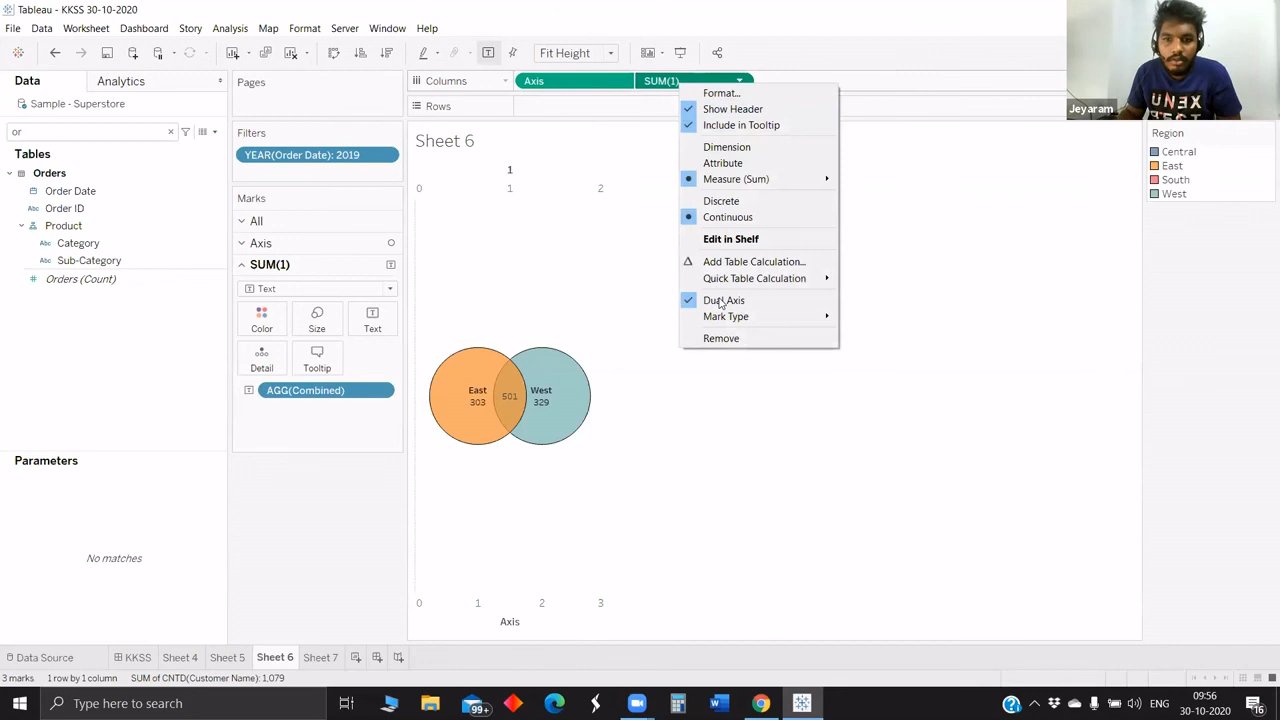 Tableau - KKSS 30-10-2020
File Data Worksheet Dashboard Story Analysis Map Format Server Window Help
Fit Height
Data Analytics
Sample - Superstore
or
Tables
Orders
Order Date
Abc Order ID
Product
Abc Category
Abc Sub-Category
# Orders (Count)
Parameters
No matches
Pages
Filters
YEAR(Order Date): 2019
Marks
All
Axis
SUM(1)
Text
Color Size Text
Detail Tooltip
AGG(Combined)
Columns Axis SUM(1)
Rows
Sheet 6
1
0 1 2
East
303
501
West
329
0 1 2 3
Axis
Format...
Show Header
Include in Tooltip
Dimension
Attribute
Measure (Sum)
Discrete
Continuous
Edit in Shelf
Add Table Calculation...
Quick Table Calculation
Dual Axis
Mark Type
Remove
XENU
Jeyaram
Region
Central
East
South
West
Data Source KKSS Sheet 4 Sheet 5 Sheet 6 Sheet 7
3 marks 1 row by 1 column SUM of CNTD(Customer Name): 1,079
Type here to search
99+
ENG
09:56
30-10-2020
16